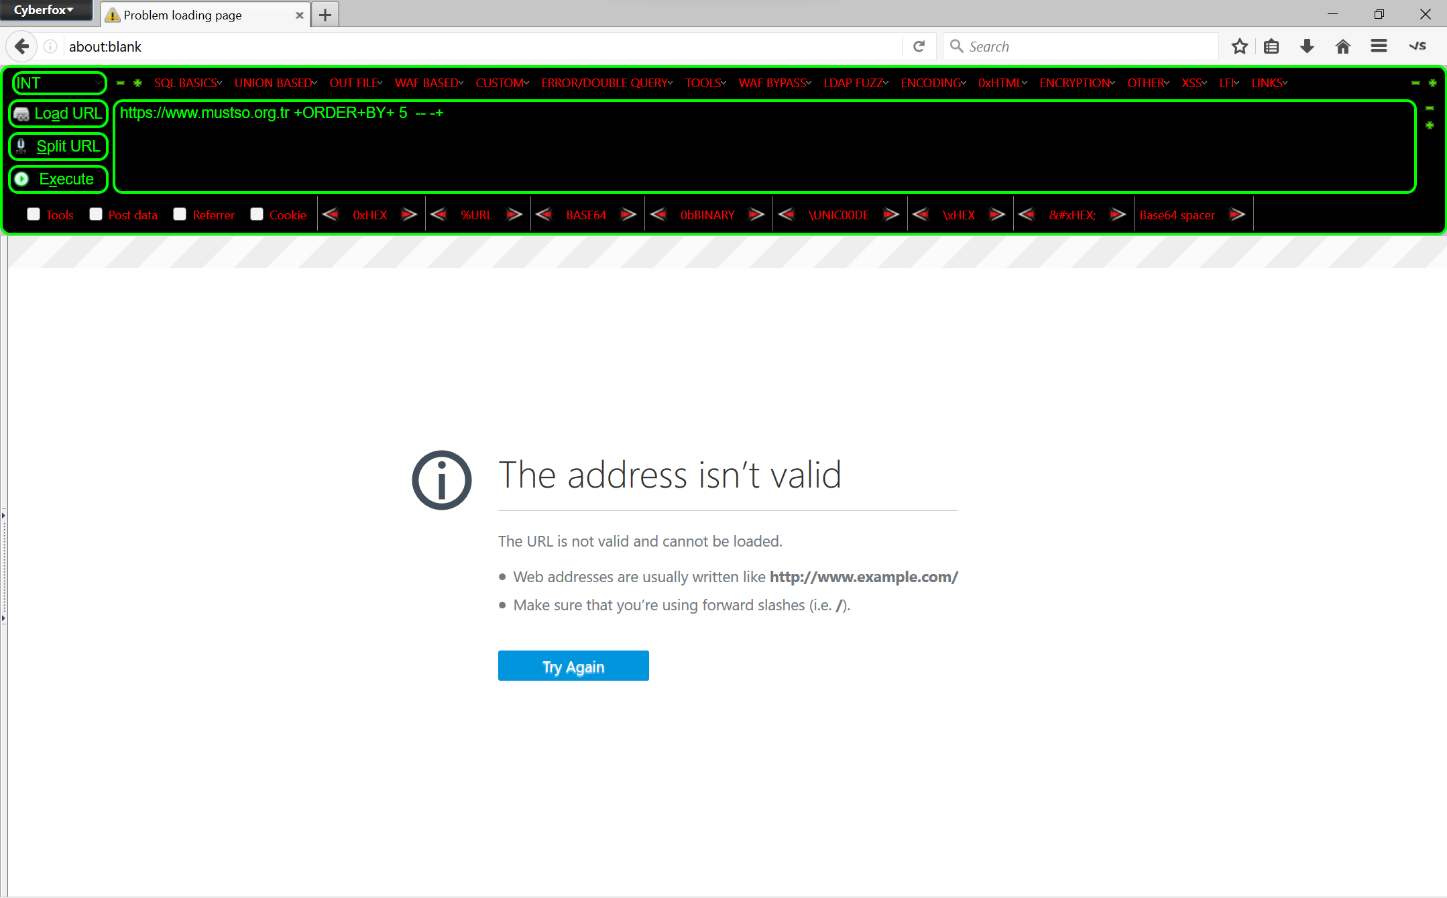 Cyberfox
Problem loading page
about:blank
Search
INT
SQL BASICS UNION BASED OUT FILE WAF BASED CUSTOM ERROR/DOUBLE QUERY TOOLS WAF BYPASS LDAP FUZZ ENCODING 0xHTML ENCRYPTION OTHER XSS LFI LINKS
Load URL
https://www.mustso.org.tr +ORDER+BY+ 5 -- -+
Split URL
Execute
Tools Post data Referrer Cookie 0xHEX %URL BASE64 0bBINARY \UNIC00DE \xHEX &#xHEX; Base64 spacer
The address isn’t valid
The URL is not valid and cannot be loaded.
• Web addresses are usually written like http://www.example.com/
• Make sure that you’re using forward slashes (i.e. /).
Try Again